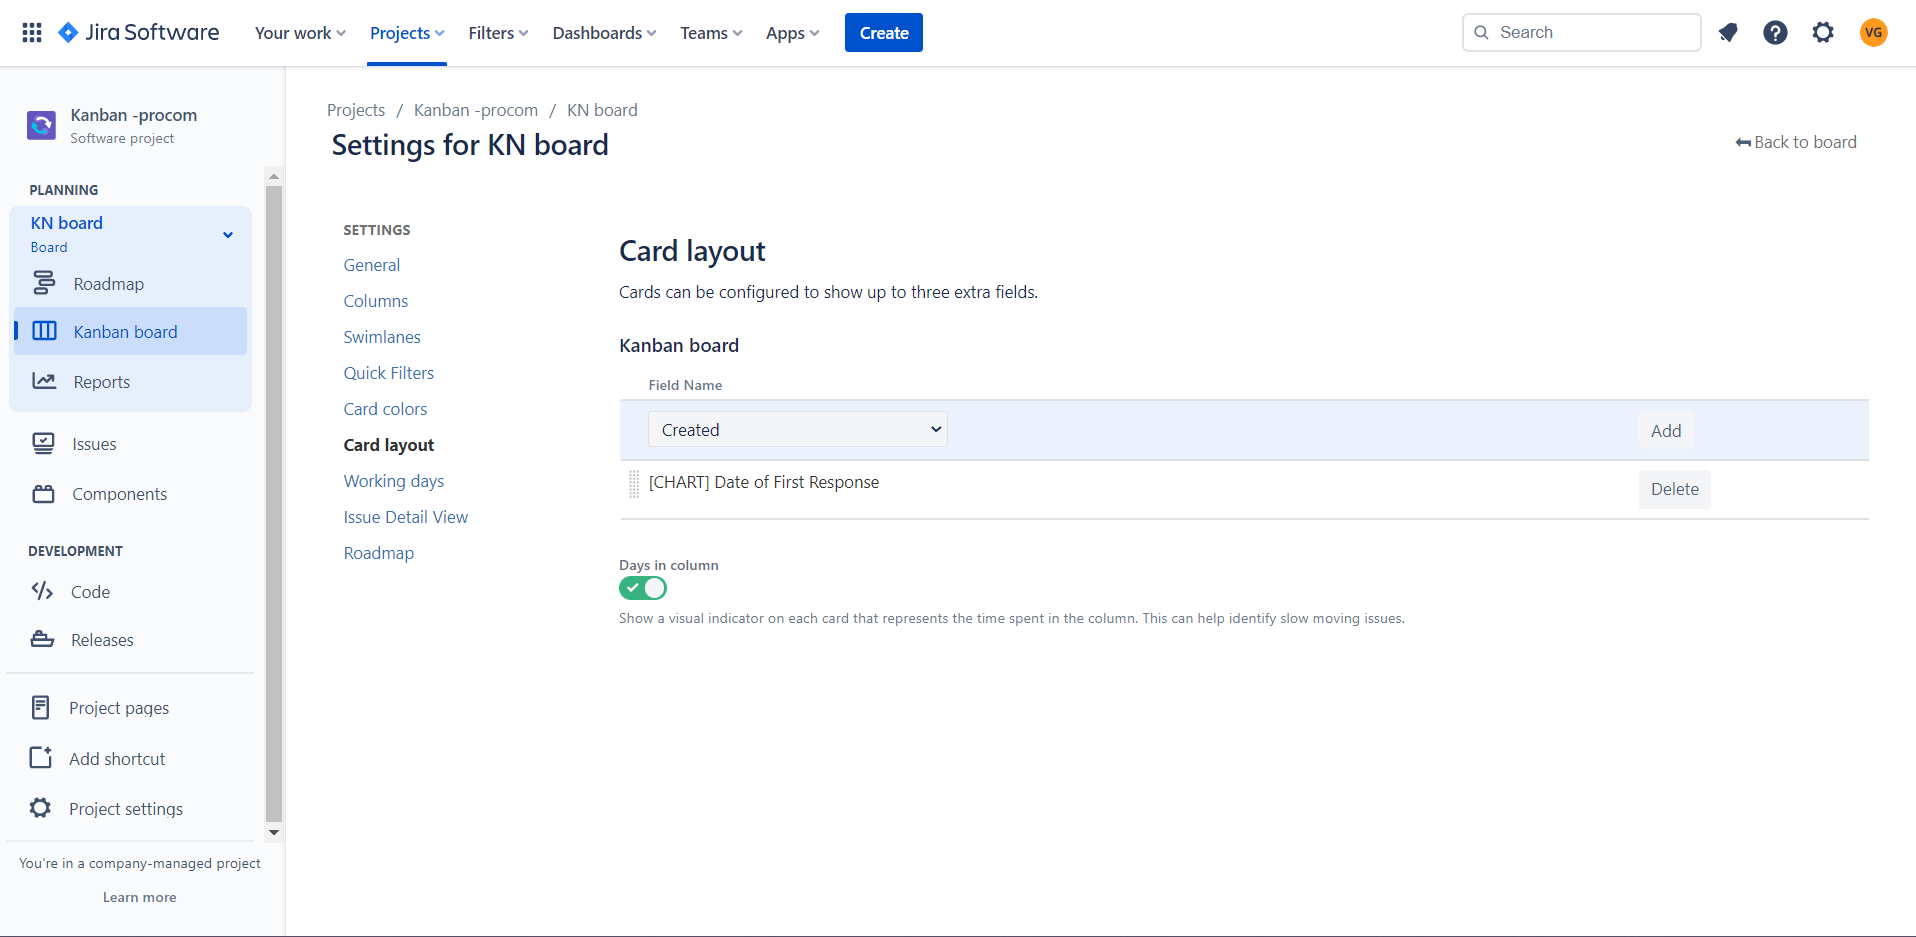 Jira Software
Your work
Projects
Filters
Dashboards
Teams
Apps
Create
Search
VG
Kanban -procom
Software project
PLANNING
KN board
Board
Roadmap
Kanban board
Reports
Issues
Components
DEVELOPMENT
Code
Releases
Project pages
Add shortcut
Project settings
You're in a company-managed project
Learn more
Projects / Kanban -procom / KN board
Settings for KN board
Back to board
SETTINGS
General
Columns
Swimlanes
Quick Filters
Card colors
Card layout
Working days
Issue Detail View
Roadmap
Card layout
Cards can be configured to show up to three extra fields.
Kanban board
Field Name
Created
Add
[CHART] Date of First Response
Delete
Days in column
Show a visual indicator on each card that represents the time spent in the column. This can help identify slow moving issues.